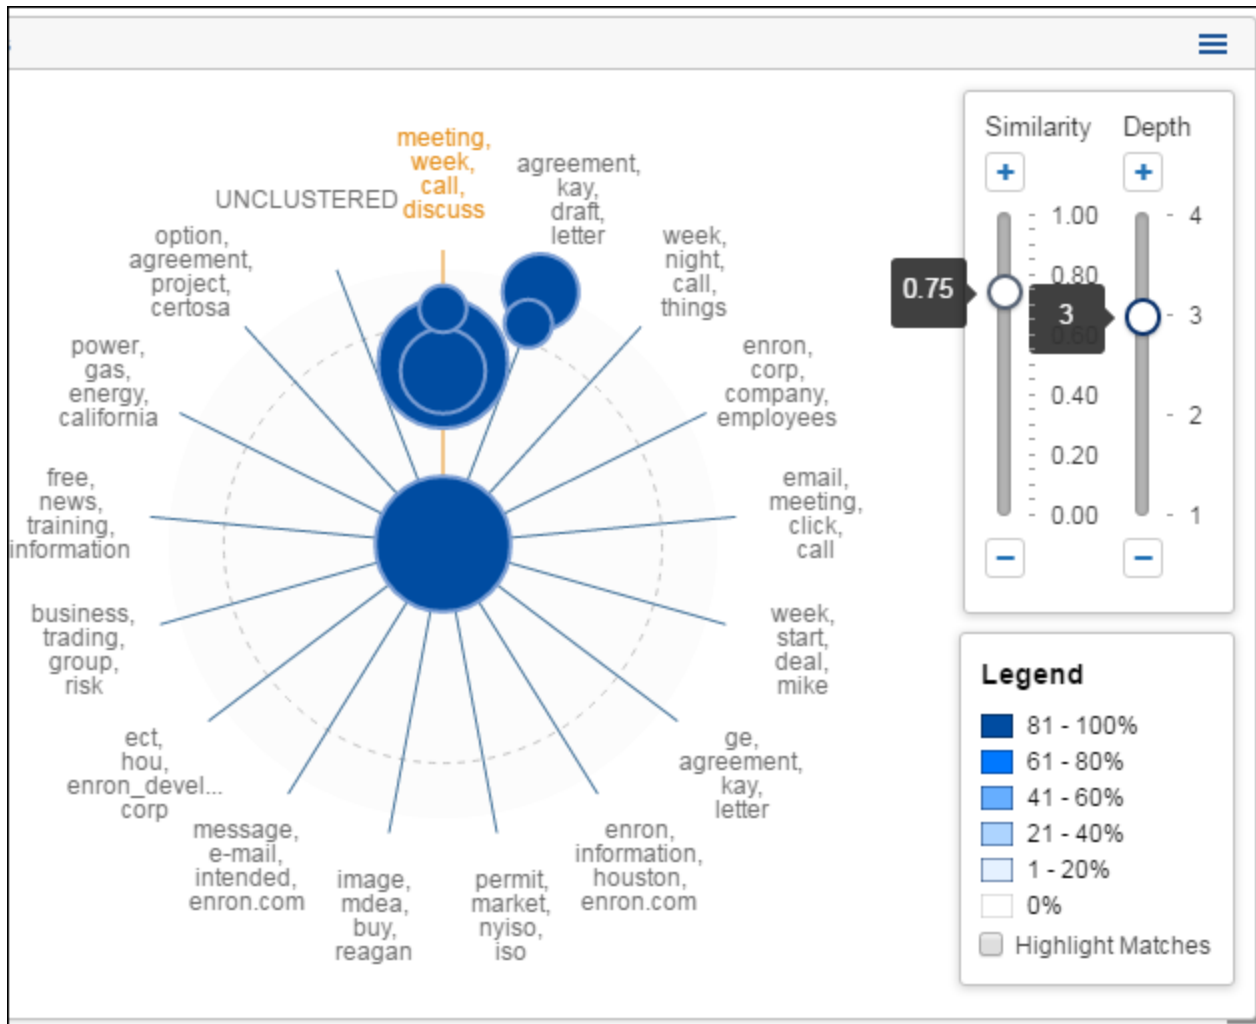 meeting,
week,
call,
discuss
agreement,
kay,
draft,
letter
week,
night,
call,
things
enron,
corp,
company,
employees
email,
meeting,
click,
call
week,
start,
deal,
mike
ge,
agreement,
kay,
letter
enron,
information,
houston,
enron.com
permit,
market,
nyiso,
iso
image,
mdea,
buy,
reagan
message,
e-mail,
intended,
enron.com
ect,
hou,
enron_devel...
corp
business,
trading,
group,
risk
free,
news,
training,
information
power,
gas,
energy,
california
option,
agreement,
project,
certosa
UNCLUSTERED
Similarity
+
1.00
0.80
0.60
0.40
0.20
0.00
−
0.75
Depth
+
4
3
2
1
−
3
Legend
81 - 100%
61 - 80%
41 - 60%
21 - 40%
1 - 20%
0%
Highlight Matches